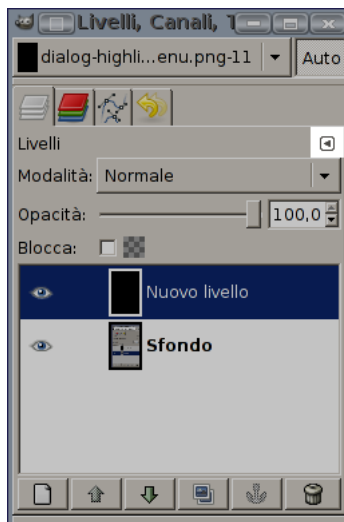 Livelli, Canali, T
dialog-highli...enu.png-11
Auto
Livelli
Modalità: Normale
Opacità: 100,0
Blocca:
Nuovo livello
Sfondo